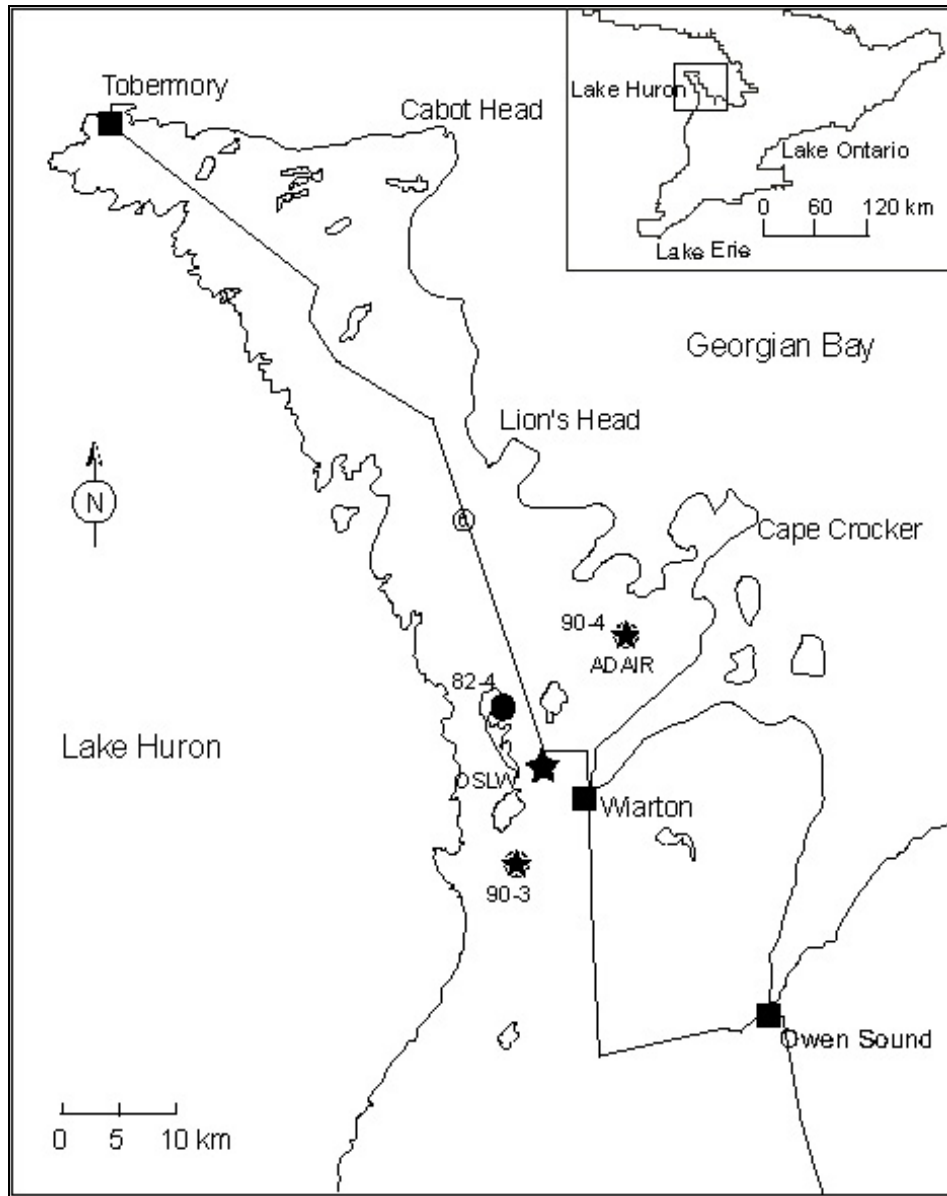 Tobermory
Cabot Head
Lake Huron
Lake Ontario
0 60 120 km
Lake Erie
Georgian Bay
Lion's Head
N
6
Cape Crocker
90-4
ADAIR
82-4
Lake Huron
OSLW
Wiarton
90-3
Owen Sound
0 5 10 km